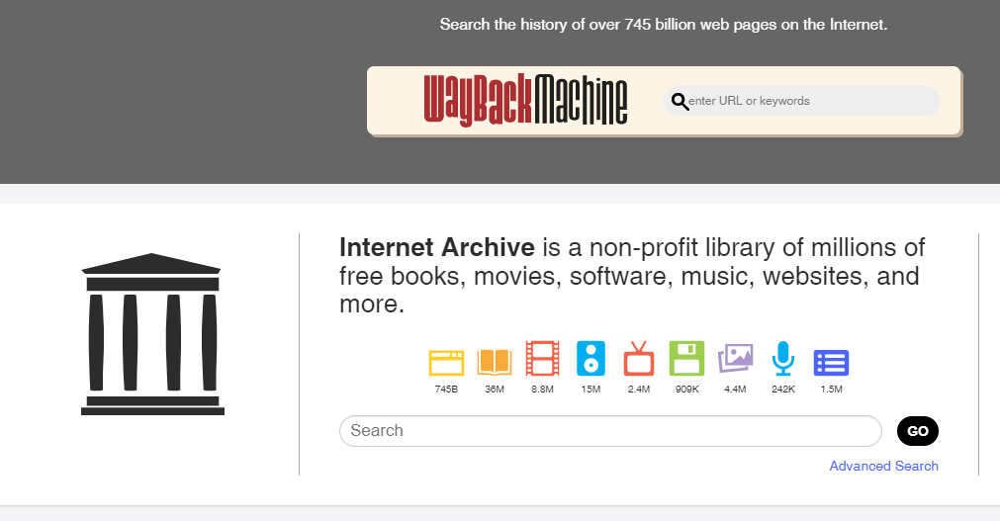 Search the history of over 745 billion web pages on the Internet.
WayBackMachine
enter URL or keywords
Internet Archive is a non-profit library of millions of
free books, movies, software, music, websites, and
more.
745B 36M 8.8M 15M 2.4M 909K 4.4M 242K 1.5M
Search GO
Advanced Search